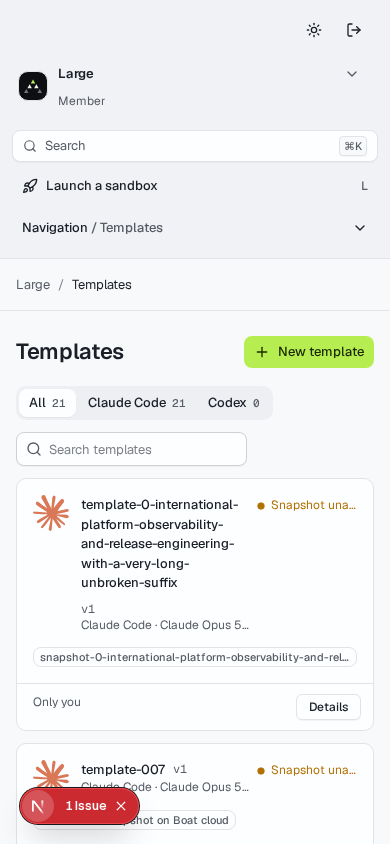 Large
Member
Search ⌘K
Launch a sandbox L
Navigation / Templates
Large / Templates
Templates
+ New template
All 21 Claude Code 21 Codex 0
Search templates
template-0-international-
platform-observability-
and-release-engineering-
with-a-very-long-
unbroken-suffix
Snapshot una…
v1
Claude Code · Claude Opus 5…
snapshot-0-international-platform-observability-and-rel…
Only you
Details
template-007 v1
Snapshot una…
Claude Code · Claude Opus 5…
shot on Boat cloud
N 1 Issue